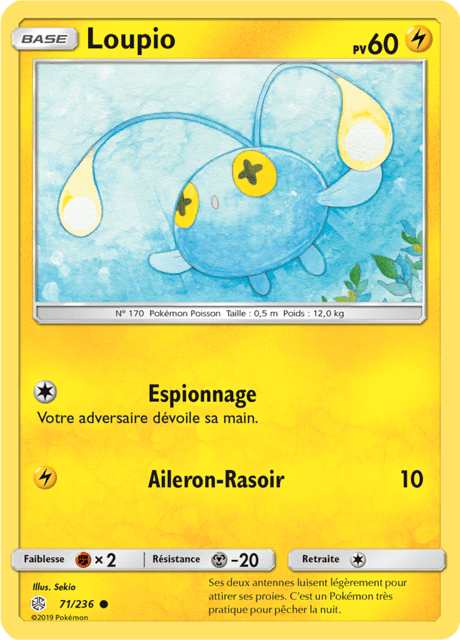 BASE Loupio PV60
N° 170 Pokémon Poisson Taille : 0,5 m Poids : 12,0 kg
Espionnage
Votre adversaire dévoile sa main.
Aileron-Rasoir 10
Faiblesse ×2 Résistance -20 Retraite
Illus. Sekio
71/236
©2019 Pokémon
Ses deux antennes luisent légèrement pour
attirer ses proies. C'est un Pokémon très
pratique pour pêcher la nuit.